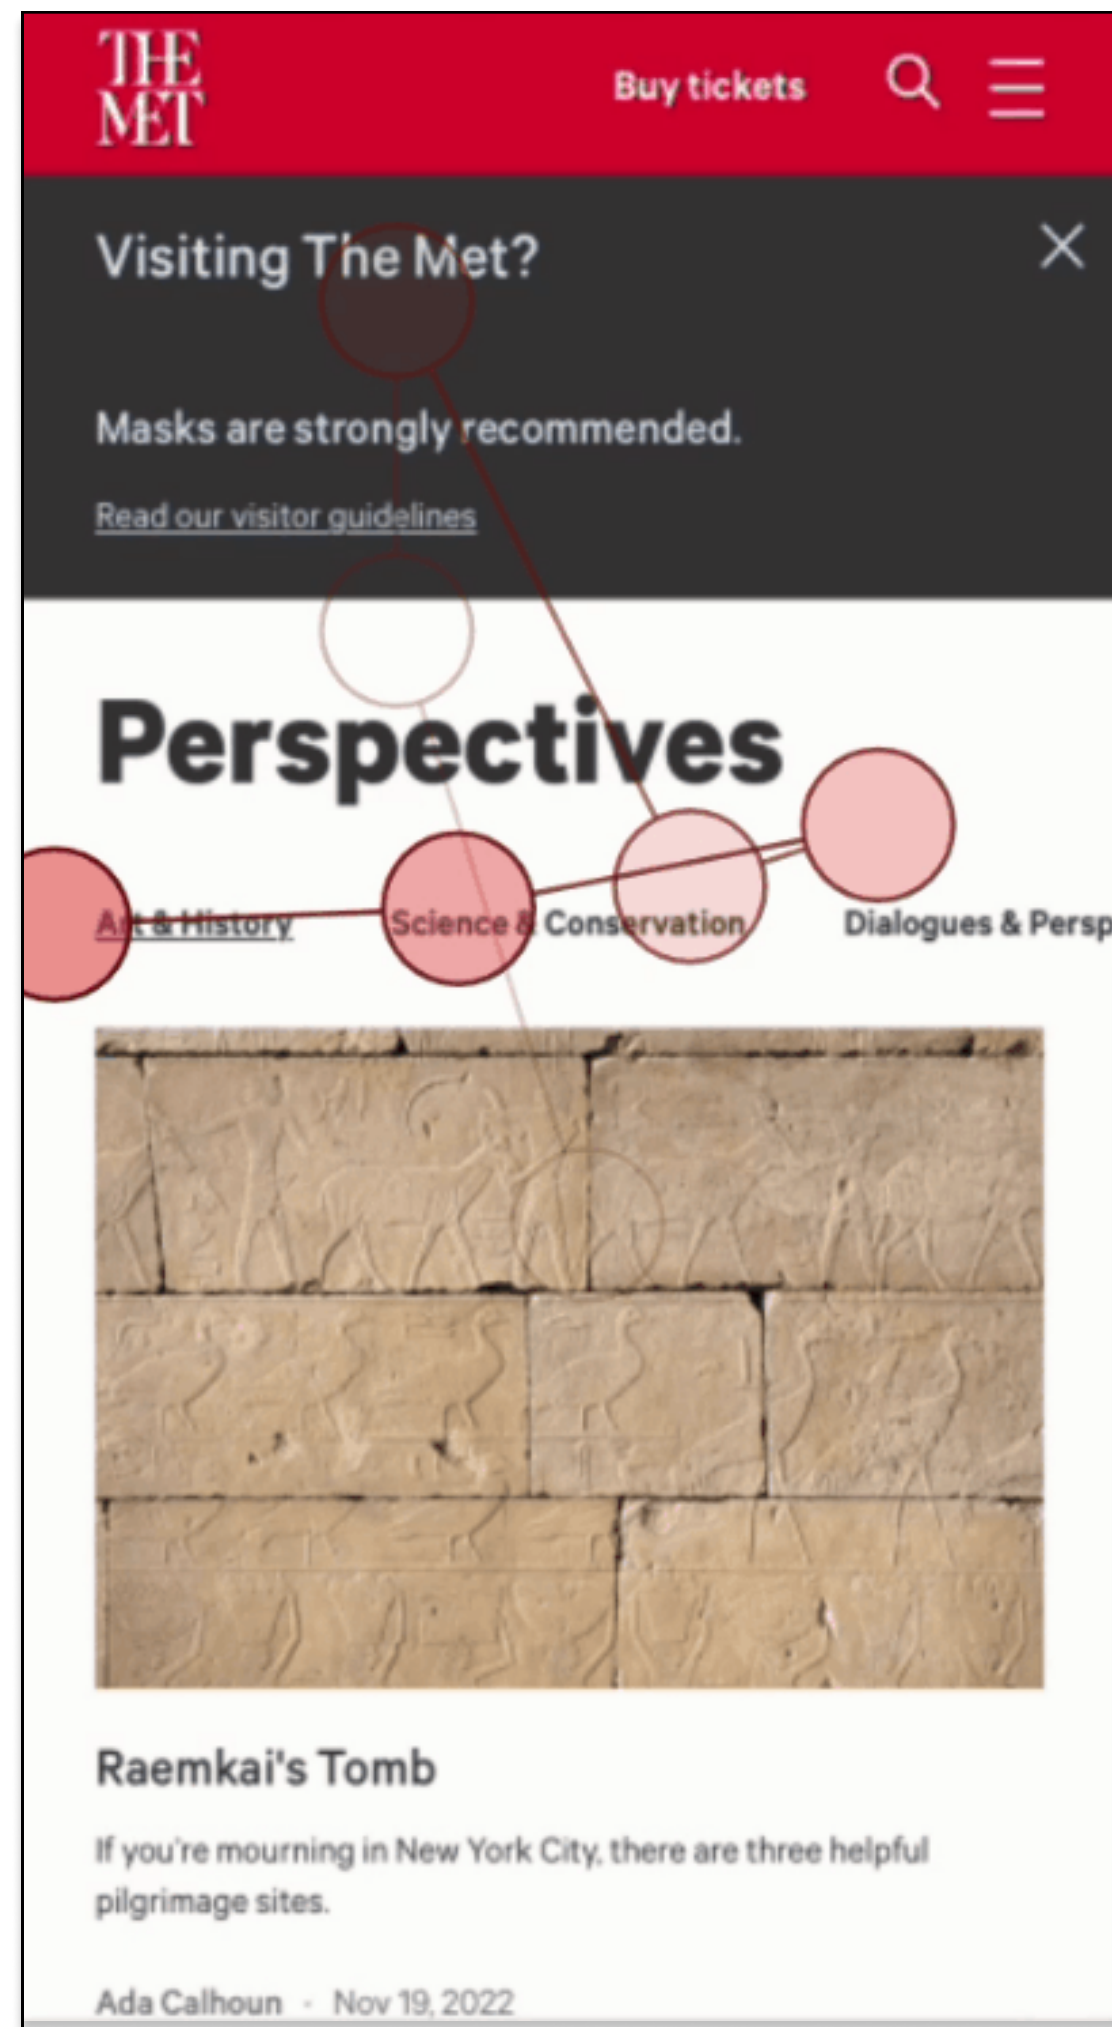 THE
MET
Buy tickets
Visiting The Met?
Masks are strongly recommended.
Read our visitor guidelines
Perspectives
Art & History Science & Conservation Dialogues & Persp
Raemkai's Tomb
If you're mourning in New York City, there are three helpful
pilgrimage sites.
Ada Calhoun · Nov 19, 2022